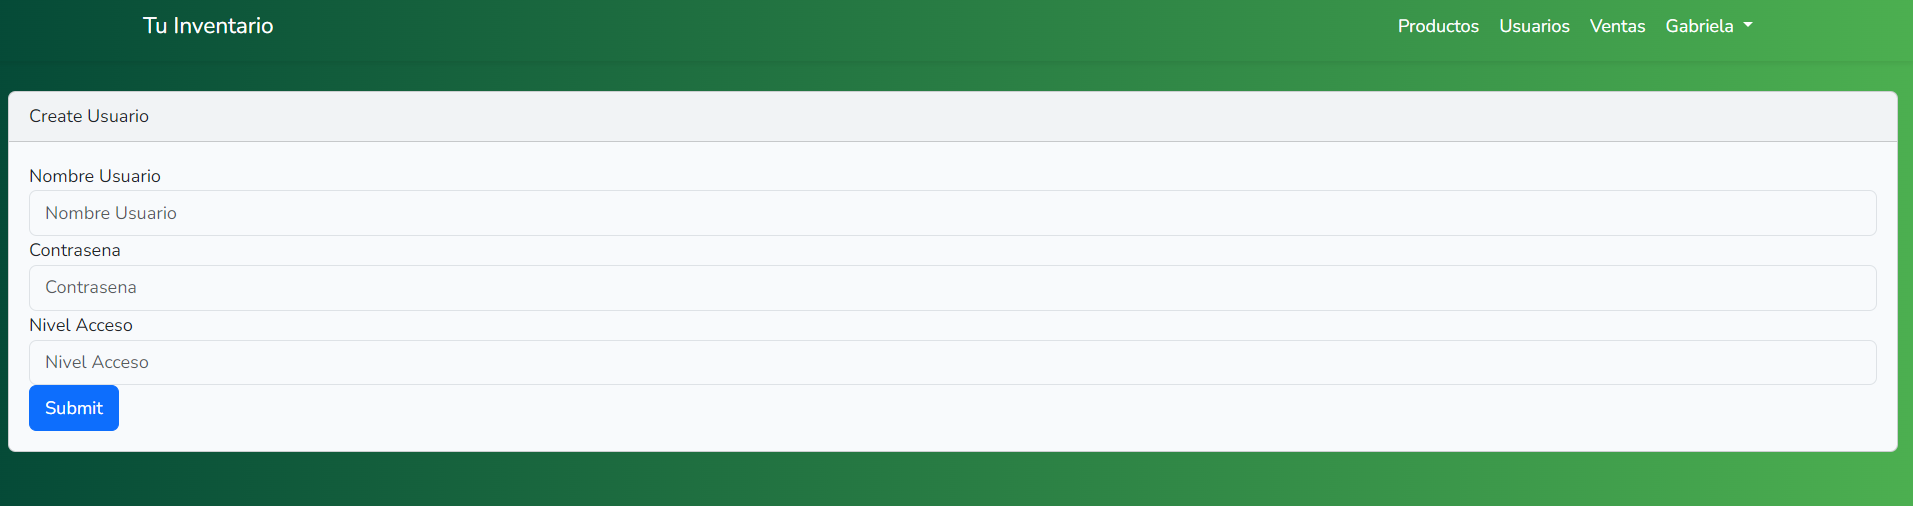 Tu Inventario
Productos Usuarios Ventas Gabriela
Create Usuario
Nombre Usuario
Nombre Usuario
Contrasena
Contrasena
Nivel Acceso
Nivel Acceso
Submit